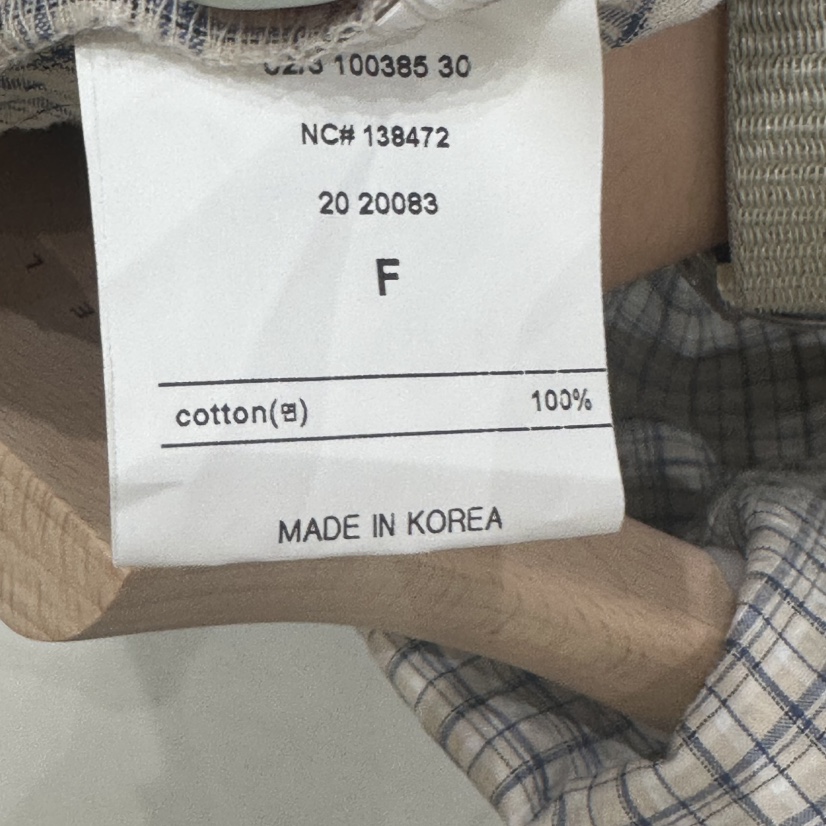 100385 30
NC# 138472
20 20083
F
cotton(면) 100%
MADE IN KOREA